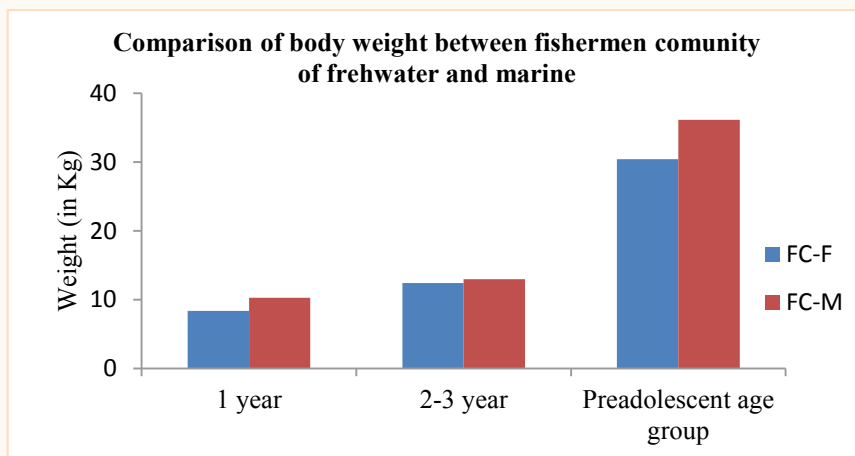 Comparison of body weight between fishermen comunity
of frehwater and marine
40
30
20
10
0
Weight (in Kg)
1 year
2-3 year
Preadolescent age
group
FC-F
FC-M